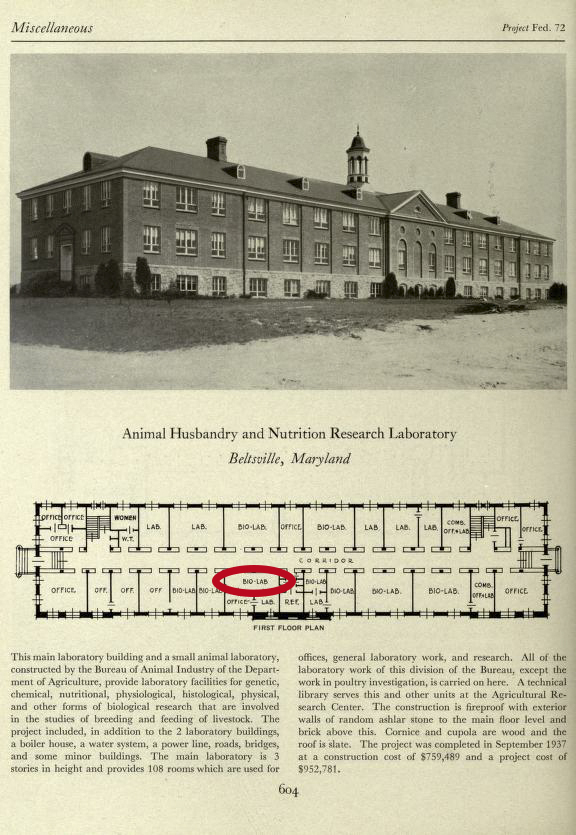 Miscellaneous
Project Fed. 72
Animal Husbandry and Nutrition Research Laboratory
Beltsville, Maryland
OFFICE OFFICE WOMEN LAB. LAB. BIO-LAB. OFFICE BIO-LAB. LAB. LAB. LAB. COMB. OFF. & LAB OFFICE OFFICE.
OFFICE W.T.
CORRIDOR
OFFICE. OFF. OFF. OFF BIO-LAB BIO-LAB BIO-LAB BIO-LAB BIO-LAB BIO-LAB BIO-LAB COMB. OFF & LAB OFFICE.
OFFICE LAB. REF. LAB.
FIRST FLOOR PLAN
This main laboratory building and a small animal laboratory,
constructed by the Bureau of Animal Industry of the Depart-
ment of Agriculture, provide laboratory facilities for genetic,
chemical, nutritional, physiological, histological, physical,
and other forms of biological research that are involved
in the studies of breeding and feeding of livestock. The
project included, in addition to the 2 laboratory buildings,
a boiler house, a water system, a power line, roads, bridges,
and some minor buildings. The main laboratory is 3
stories in height and provides 108 rooms which are used for
offices, general laboratory work, and research. All of the
laboratory work of this division of the Bureau, except the
work in poultry investigation, is carried on here. A technical
library serves this and other units at the Agricultural Re-
search Center. The construction is fireproof with exterior
walls of random ashlar stone to the main floor level and
brick above this. Cornice and cupola are wood and the
roof is slate. The project was completed in September 1937
at a construction cost of $759,489 and a project cost of
$952,781.
604